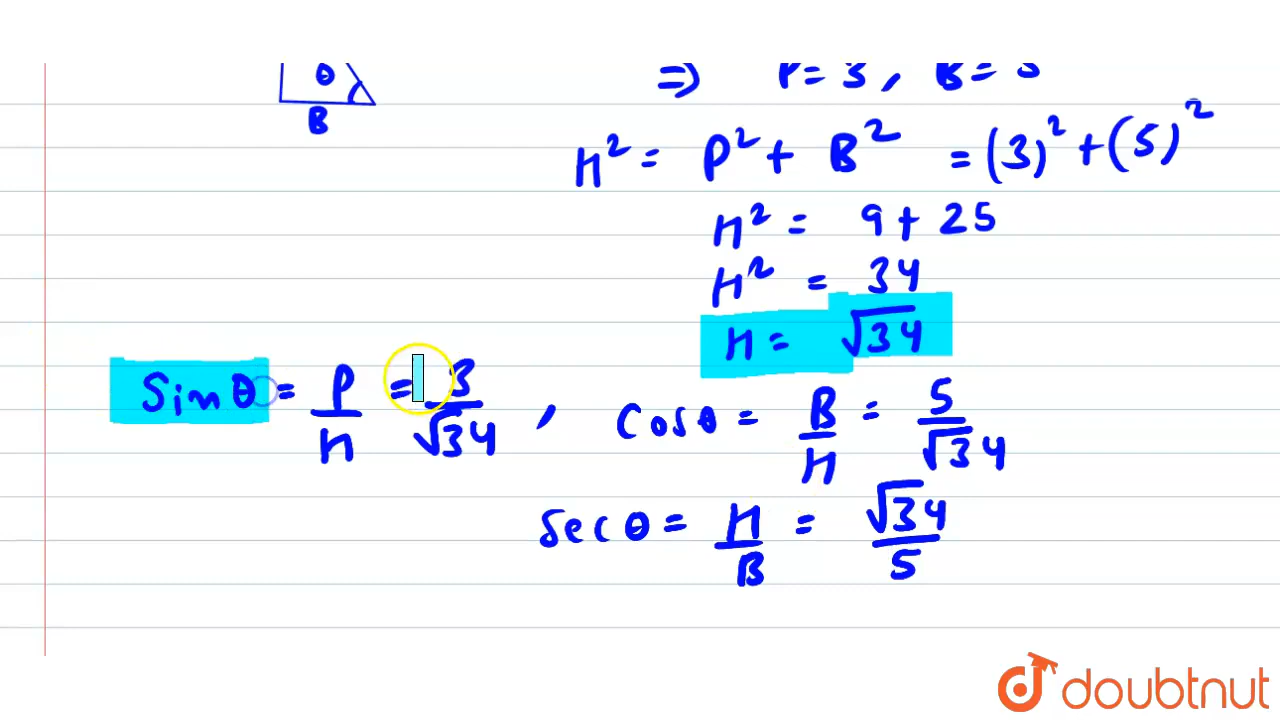 θ
B
⇒ P = 3, B = 5
H² = P² + B² = (3)² + (5)²
H² = 9 + 25
H² = 34
H = √34
Sinθ = P/H = 3/√34 , Cosθ = B/H = 5/√34
Secθ = H/B = √34/5
doubtnut